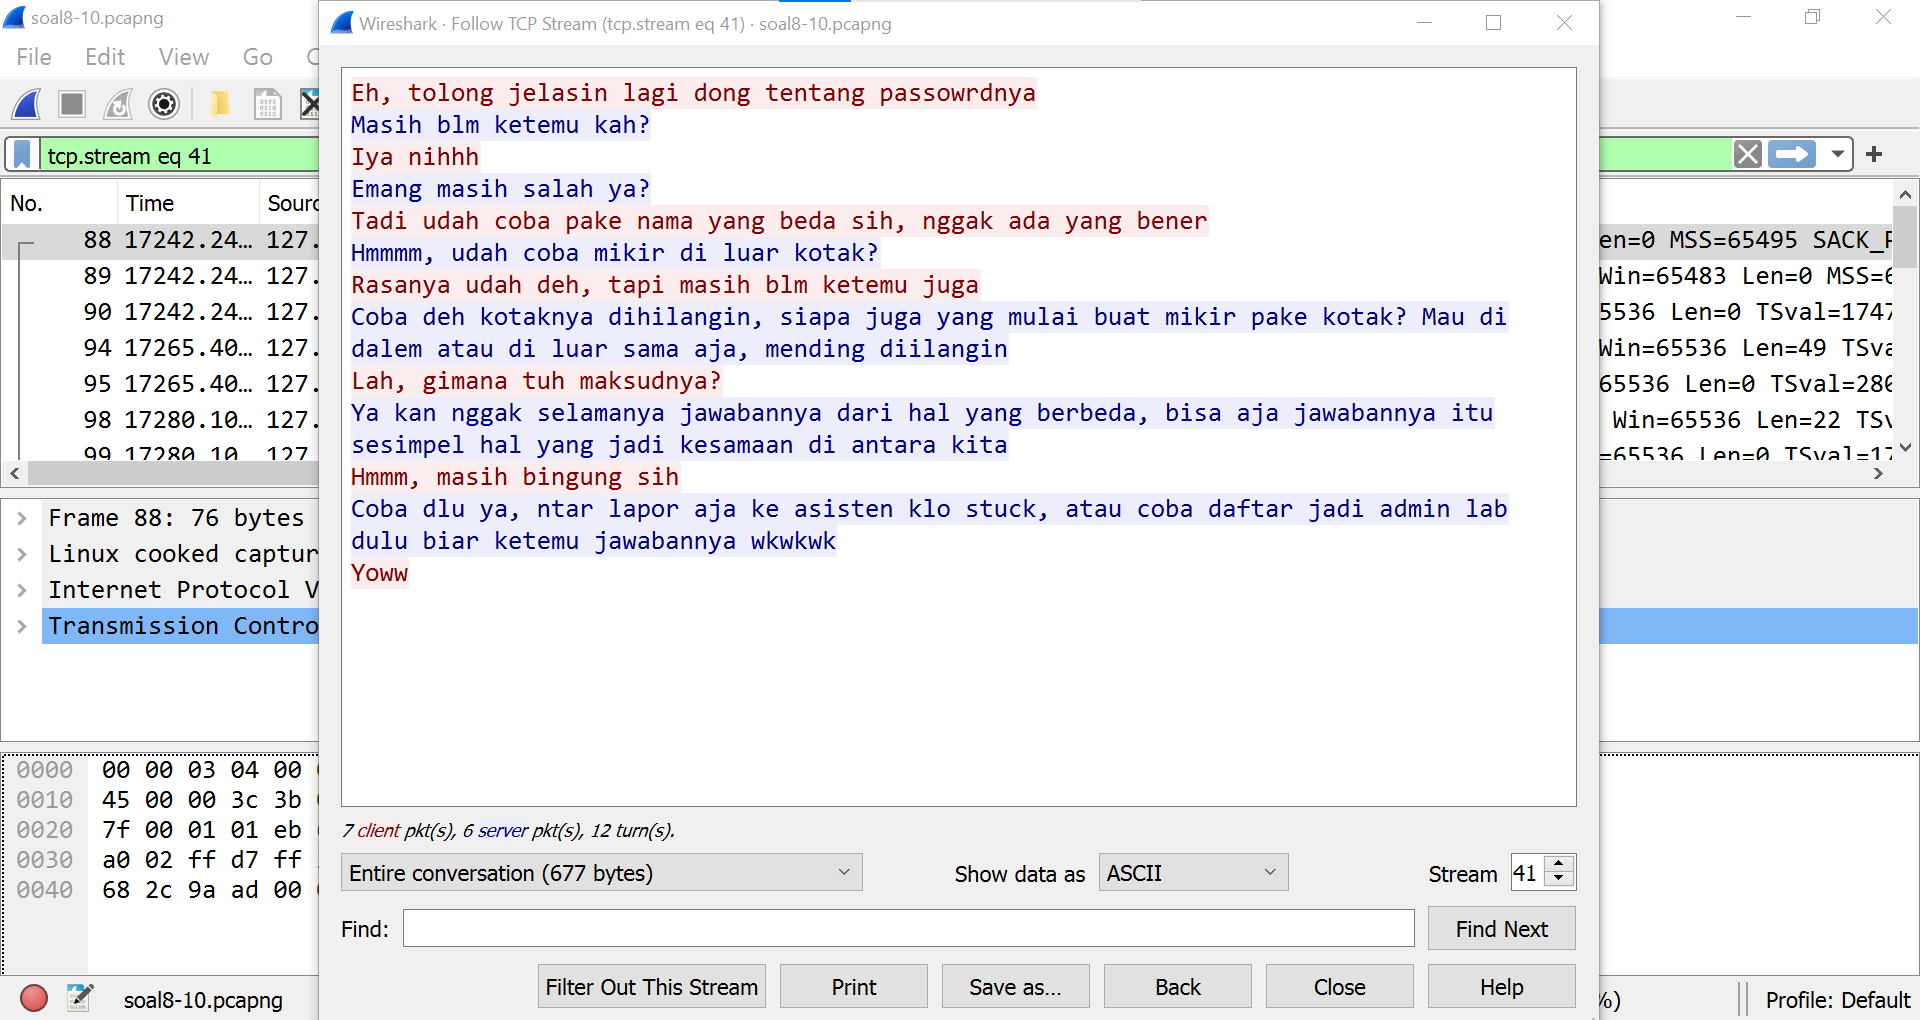 soal8-10.pcapng
File Edit View Go
tcp.stream eq 41
No. Time
88 17242.24... 127.
89 17242.24... 127.
90 17242.24... 127.
94 17265.40... 127.
95 17265.40... 127.
98 17280.10... 127.
99 17280.10 127
Frame 88: 76 bytes
Linux cooked captur
Internet Protocol V
Transmission Contro
0000 00 00 03 04 00
0010 45 00 00 3c 3b
0020 7f 00 01 01 eb
0030 a0 02 ff d7 ff
0040 68 2c 9a ad 00
soal8-10.pcapng
Wireshark · Follow TCP Stream (tcp.stream eq 41) · soal8-10.pcapng
Eh, tolong jelasin lagi dong tentang passowrdnya
Masih blm ketemu kah?
Iya nihhh
Emang masih salah ya?
Tadi udah coba pake nama yang beda sih, nggak ada yang bener
Hmmmm, udah coba mikir di luar kotak?
Rasanya udah deh, tapi masih blm ketemu juga
Coba deh kotaknya dihilangin, siapa juga yang mulai buat mikir pake kotak? Mau di
dalem atau di luar sama aja, mending diilangin
Lah, gimana tuh maksudnya?
Ya kan nggak selamanya jawabannya dari hal yang berbeda, bisa aja jawabannya itu
sesimpel hal yang jadi kesamaan di antara kita
Hmmm, masih bingung sih
Coba dlu ya, ntar lapor aja ke asisten klo stuck, atau coba daftar jadi admin lab
dulu biar ketemu jawabannya wkwkwk
Yoww
7 client pkt(s), 6 server pkt(s), 12 turn(s).
Entire conversation (677 bytes) Show data as ASCII Stream 41
Find: Find Next
Filter Out This Stream Print Save as... Back Close Help
en=0 MSS=65495
Win=65483 Len=0
5536 Len=0 TSval=1747
Win=65536 Len=49
65536 Len=0 TSval=280
Win=65536 Len=22
=65536 Len=0 TSval=17
%)
Profile: Default